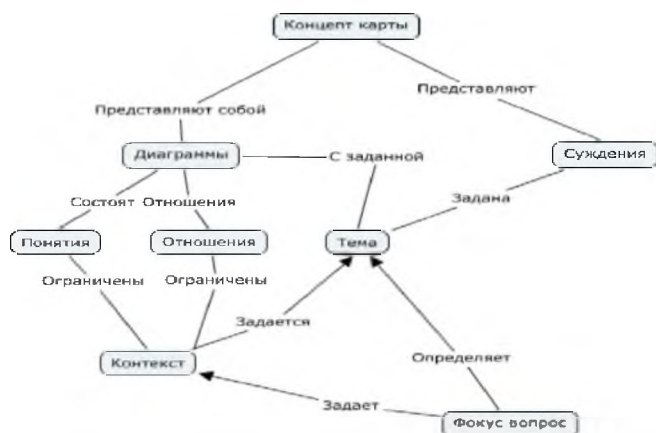 Концепт карты
Представляют
Представляют собой
Диаграммы
С заданной
Суждения
Состоят Отношения
Задана
Понятия
Отношения
Тема
Ограничены
Ограничены
Задается
Контекст
Определяет
Задает
Фокус вопрос